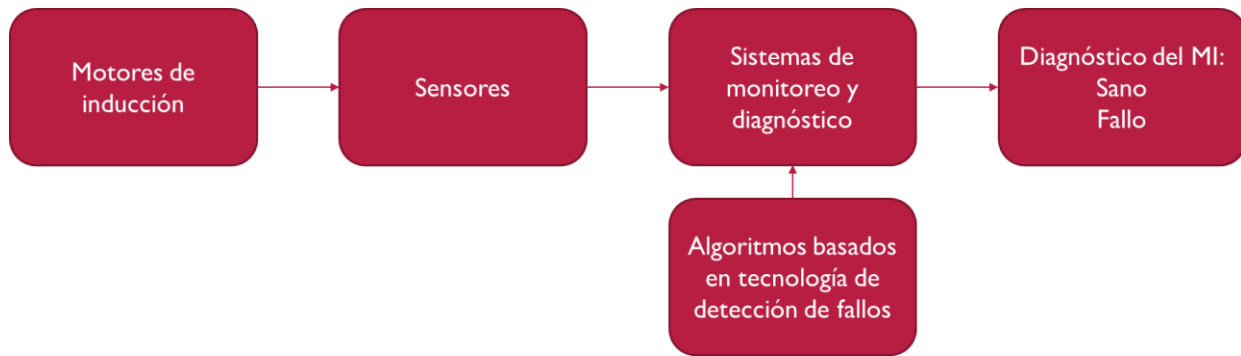 Motores de
inducción
Sensores
Sistemas de
monitoreo y
diagnóstico
Diagnóstico del MI:
Sano
Fallo
Algoritmos basados
en tecnología de
detección de fallos